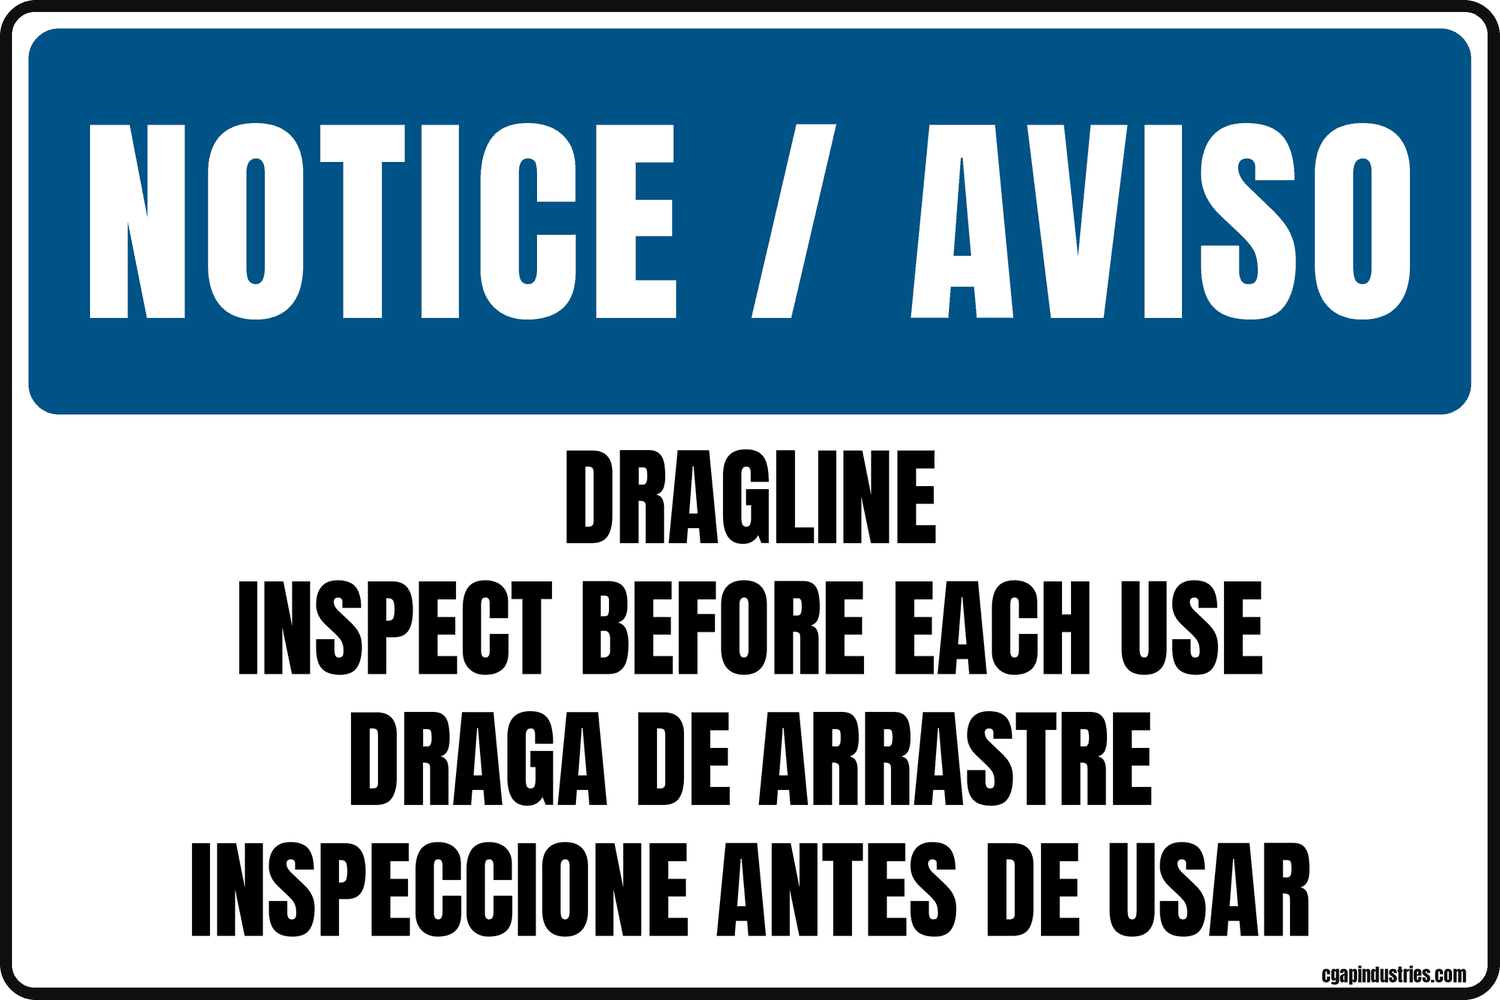 NOTICE / AVISO
DRAGLINE
INSPECT BEFORE EACH USE
DRAGA DE ARRASTRE
INSPECCIONE ANTES DE USAR
cgapindustries.com